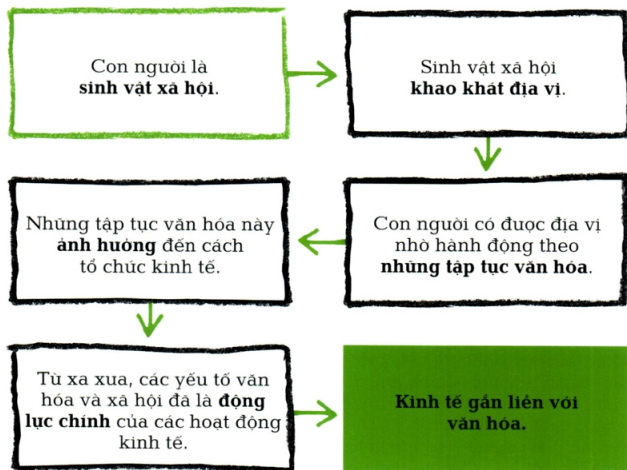 Con người là
sinh vật xã hội.
Sinh vật xã hội
khao khát địa vị.
Con người có được địa vị
nhờ hành động theo
những tập tục văn hóa.
Những tập tục văn hóa này
ảnh hưởng đến cách
tổ chức kinh tế.
Từ xa xưa, các yếu tố văn
hóa và xã hội đã là động
lực chính của các hoạt động
kinh tế.
Kinh tế gắn liền với
văn hóa.